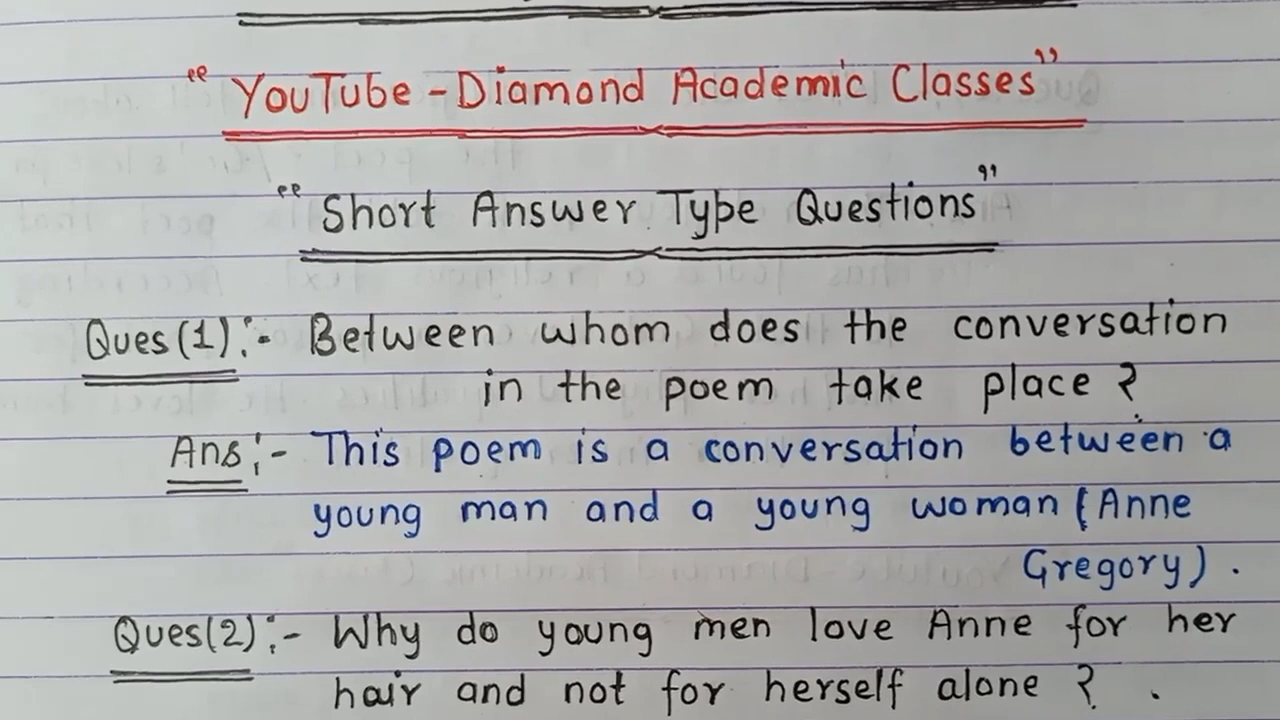 "YouTube - Diamond Academic Classes"
"Short Answer Type Questions"
Ques(1):- Between whom does the conversation
in the poem take place ?
Ans:- This poem is a conversation between a
young man and a young woman (Anne
Gregory).
Ques(2):- Why do young men love Anne for her
hair and not for herself alone ? .